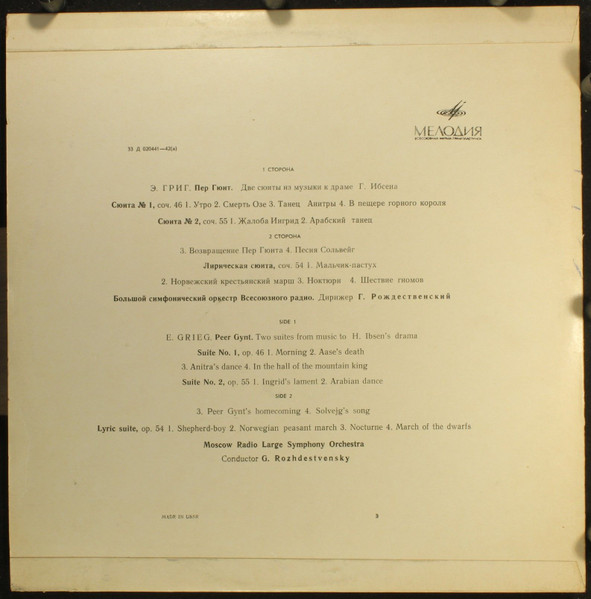 МЕЛОДИЯ
33 Д 020441—42(a)
1 СТОРОНА
Э. ГРИГ. Пер Гюнт. Две сюиты из музыки к драме Г. Ибсена
Сюита № 1, соч. 46 1. Утро 2. Смерть Озе 3. Танец Анитры 4. В пещере горного короля
Сюита № 2, соч. 55 1. Жалоба Ингрид 2. Арабский танец
2 СТОРОНА
3. Возвращение Пер Гюнта 4. Песня Сольвейг
Лирическая сюита, соч. 54 1. Мальчик-пастух
2. Норвежский крестьянский марш 3. Ноктюрн 4. Шествие гномов
Большой симфонический оркестр Всесоюзного радио. Дирижер Г. Рождественский
SIDE 1
E. GRIEG. Peer Gynt. Two suites from music to H. Ibsen's drama
Suite No. 1, op. 46 1. Morning 2. Aase's death
3. Anitra's dance 4. In the hall of the mountain king
Suite No. 2, op. 55 1. Ingrid's lament 2. Arabian dance
SIDE 2
3. Peer Gynt's homecoming 4. Solvejg's song
Lyric suite, op. 54 1. Shepherd-boy 2. Norwegian peasant march 3. Nocturne 4. March of the dwarfs
Moscow Radio Large Symphony Orchestra
Conductor G. Rozhdestvensky
MADE IN USSR
3